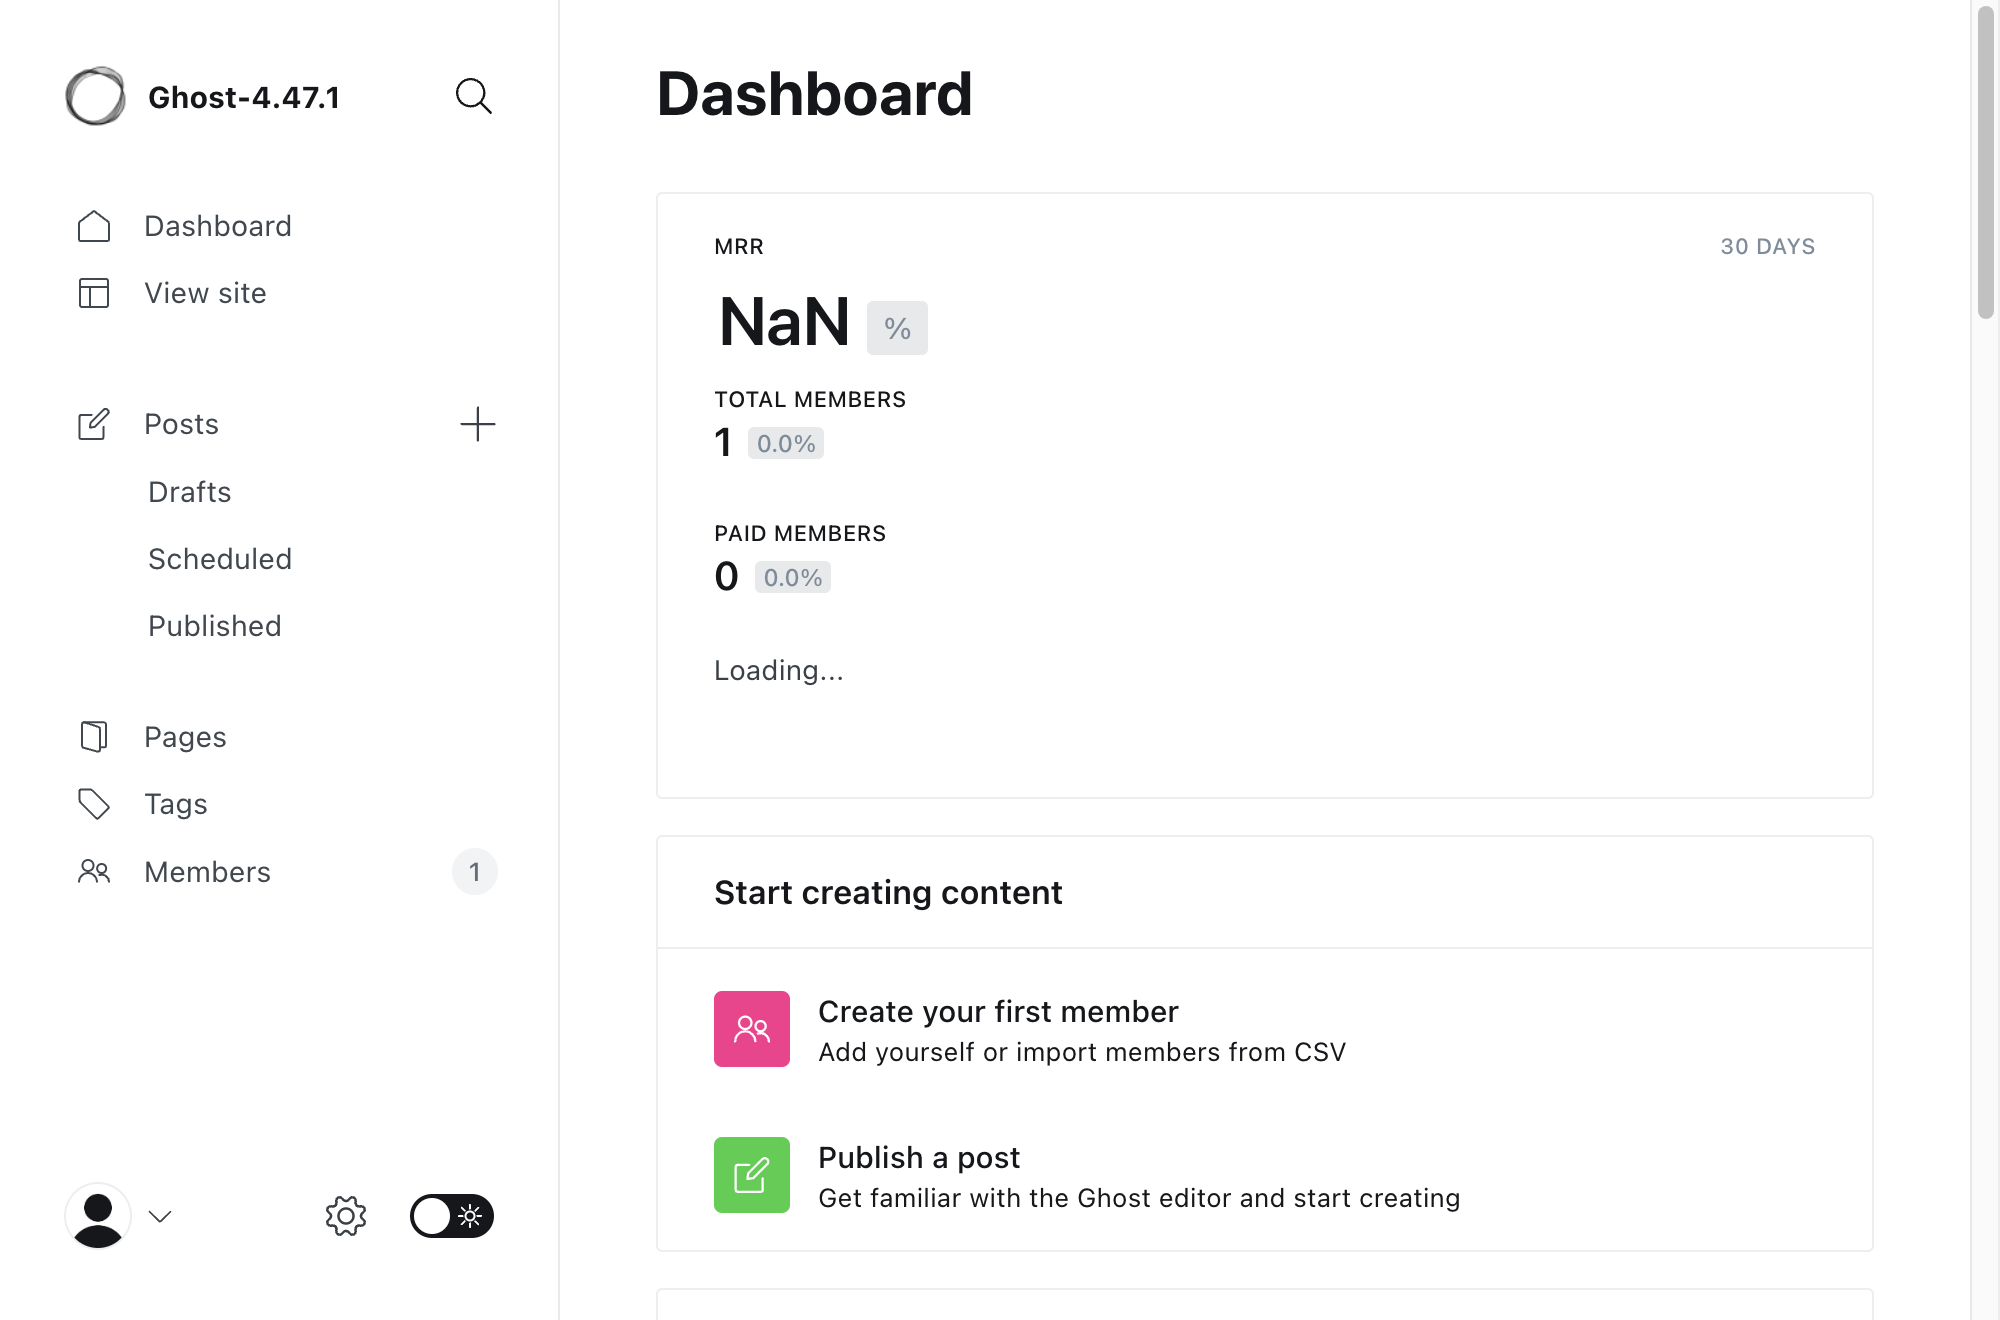 Ghost-4.47.1
Dashboard
View site
Posts
Drafts
Scheduled
Published
Pages
Tags
Members 1
Dashboard
MRR 30 DAYS
NaN %
TOTAL MEMBERS
1 0.0%
PAID MEMBERS
0 0.0%
Loading...
Start creating content
Create your first member
Add yourself or import members from CSV
Publish a post
Get familiar with the Ghost editor and start creating